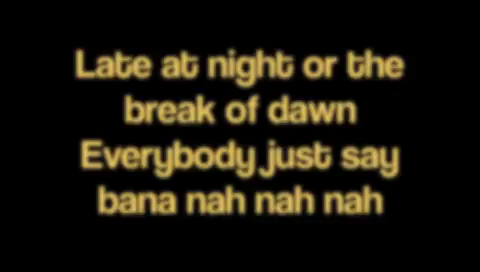 Late at night or the
break of dawn
Everybody just say
bana nah nah nah